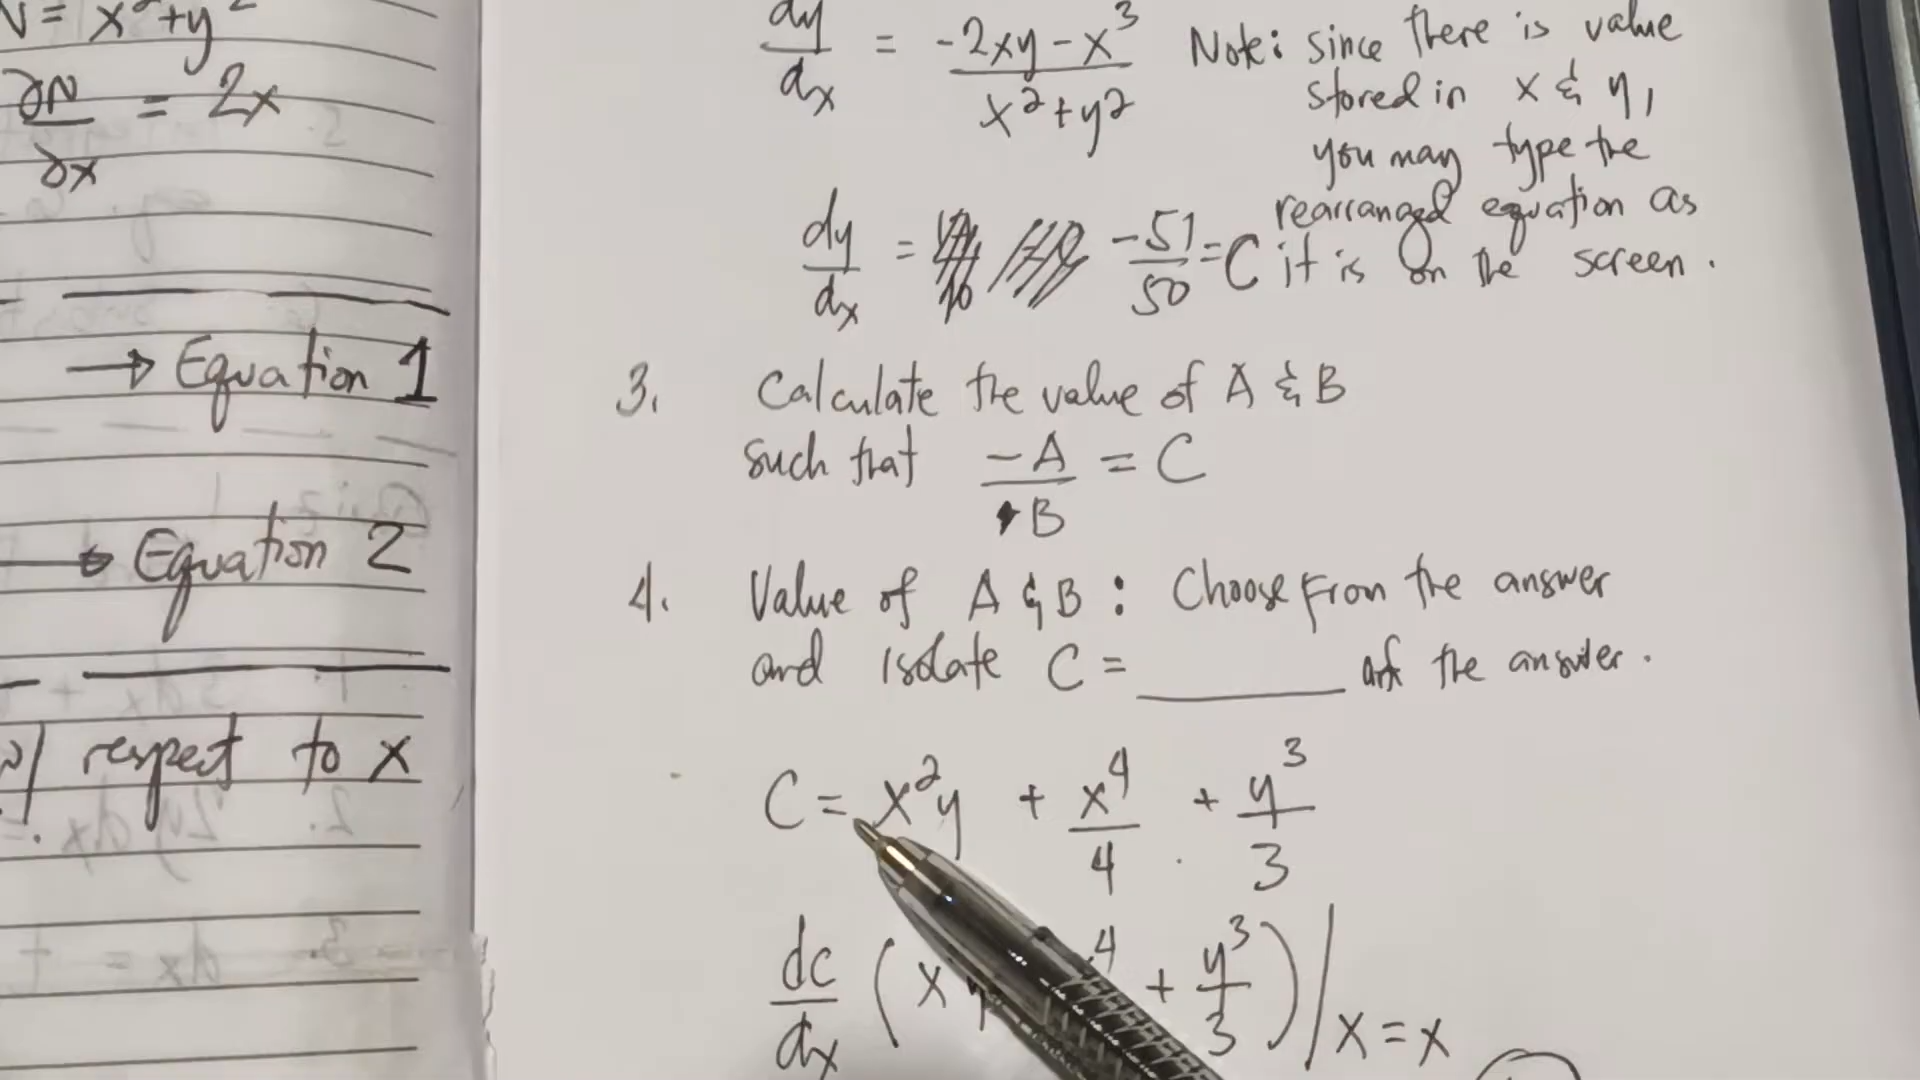 N = x²+y²
∂N/∂x = 2x
→ Equation 1
→ Equation 2
respect to x
dy/dx = (-2xy - x³)/(x² + y²)
Note: since there is value
stored in x & y,
you may type the
rearranged equation as
it is on the screen.
dy/dx = -51/50 = C
3. Calculate the value of A & B
such that -A/B = C
4. Value of A & B : Choose from the answer
and isolate C = ______ the answer.
C = x²y + x⁴/4 + y³/3
dc/dx (x y 4 + y³/3)| x = x